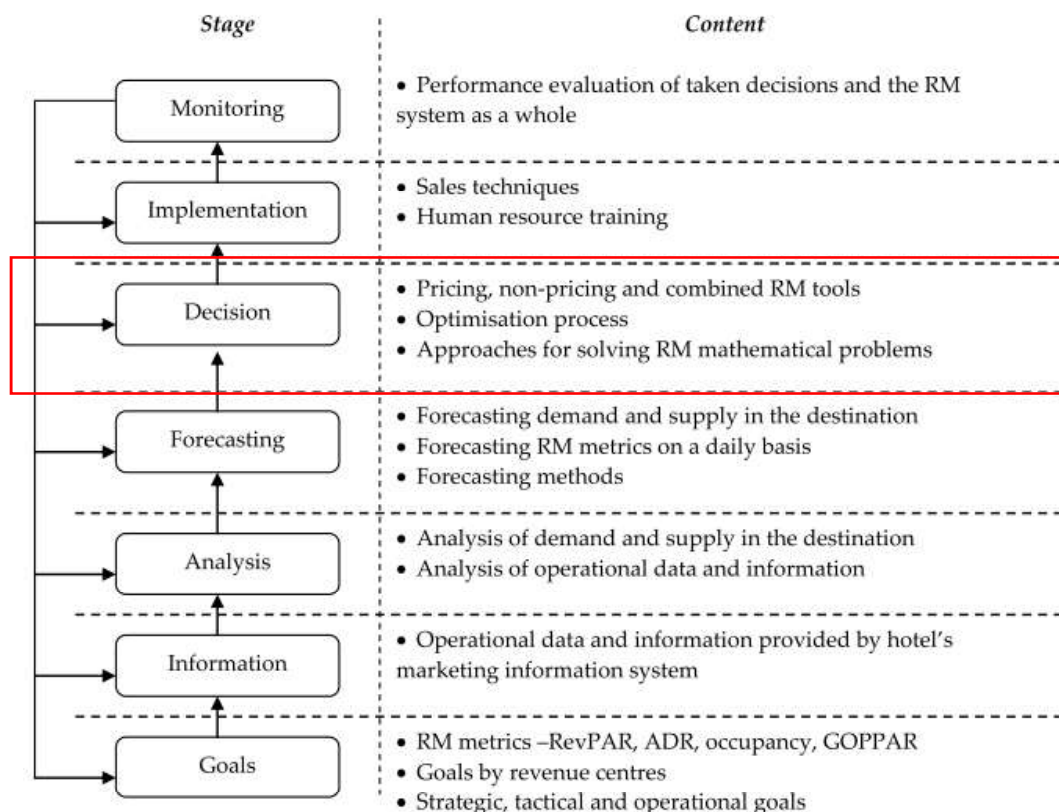 Stage
Content
Monitoring
• Performance evaluation of taken decisions and the RM
system as a whole
Implementation
• Sales techniques
• Human resource training
Decision
• Pricing, non-pricing and combined RM tools
• Optimisation process
• Approaches for solving RM mathematical problems
Forecasting
• Forecasting demand and supply in the destination
• Forecasting RM metrics on a daily basis
• Forecasting methods
Analysis
• Analysis of demand and supply in the destination
• Analysis of operational data and information
Information
• Operational data and information provided by hotel's
marketing information system
Goals
• RM metrics –RevPAR, ADR, occupancy, GOPPAR
• Goals by revenue centres
• Strategic, tactical and operational goals